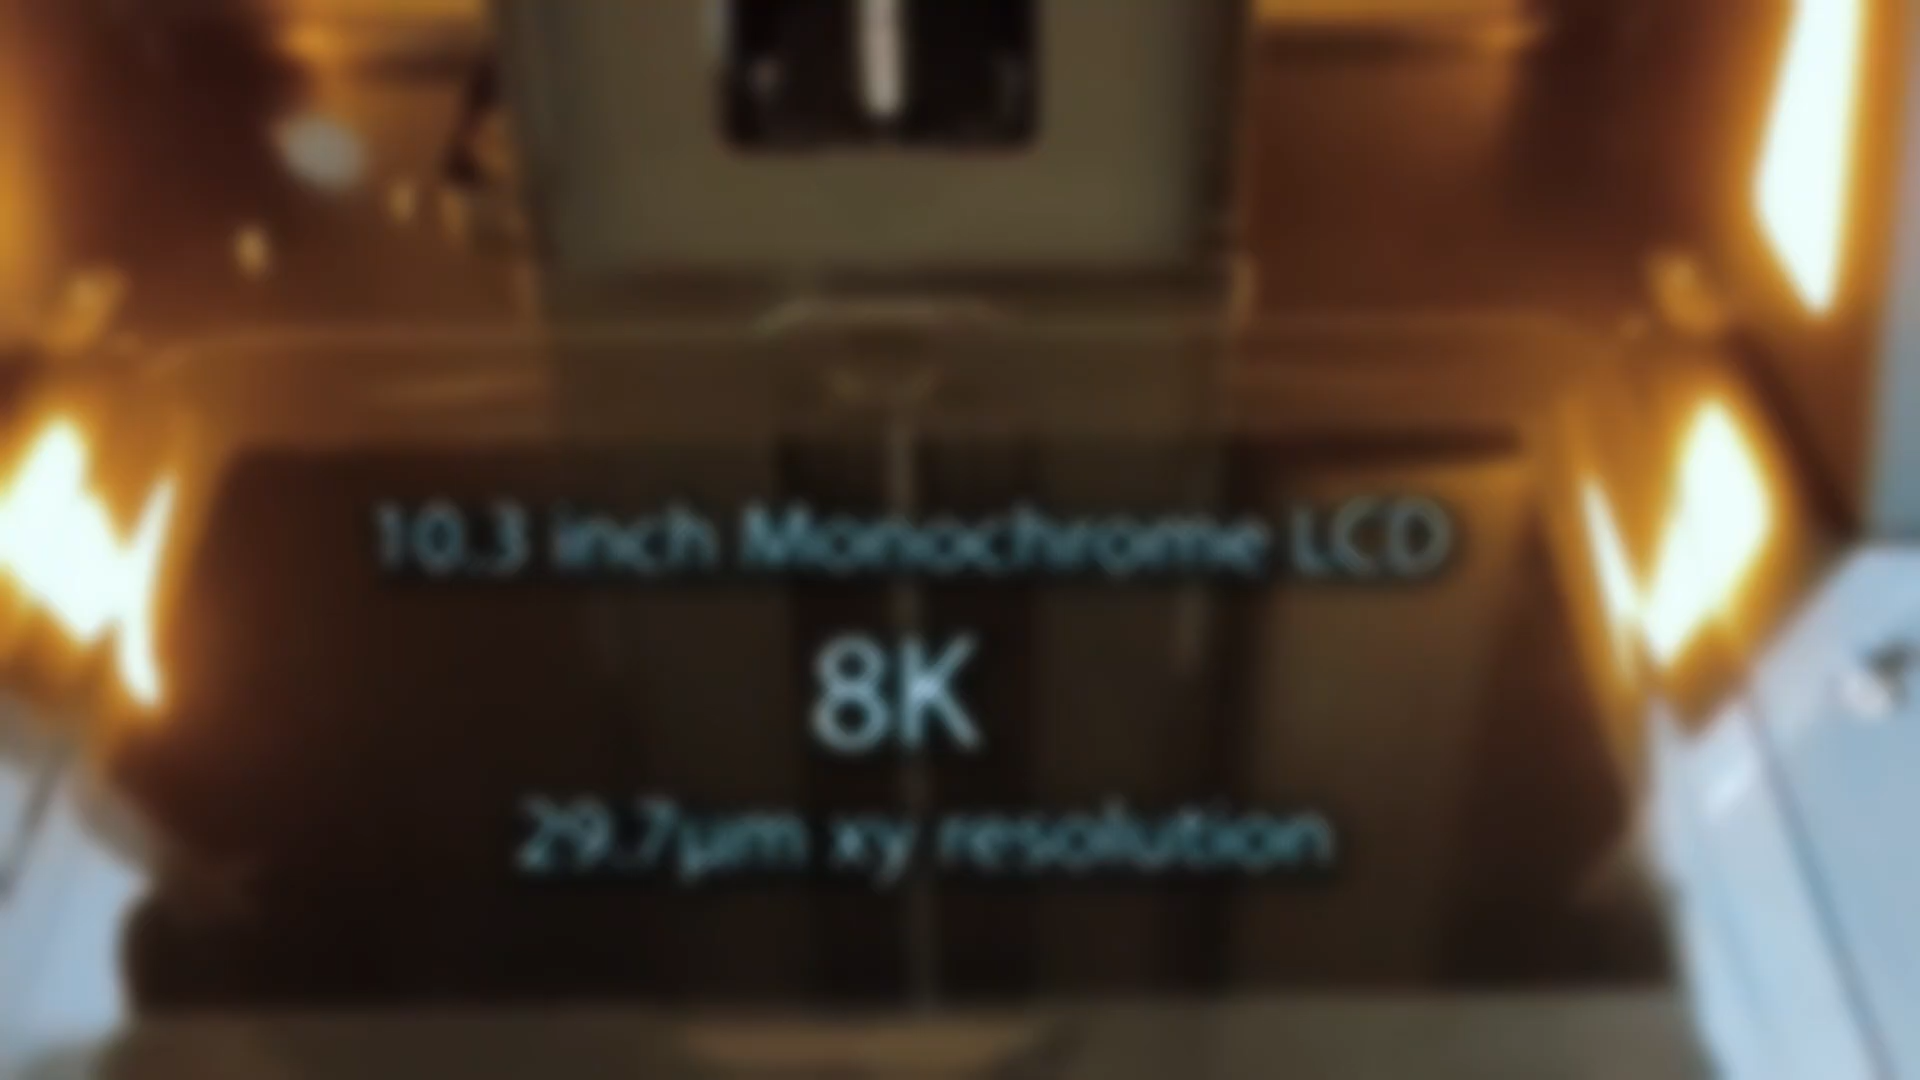 10.3 inch Monochrome LCD
8K
29.7μm xy resolution